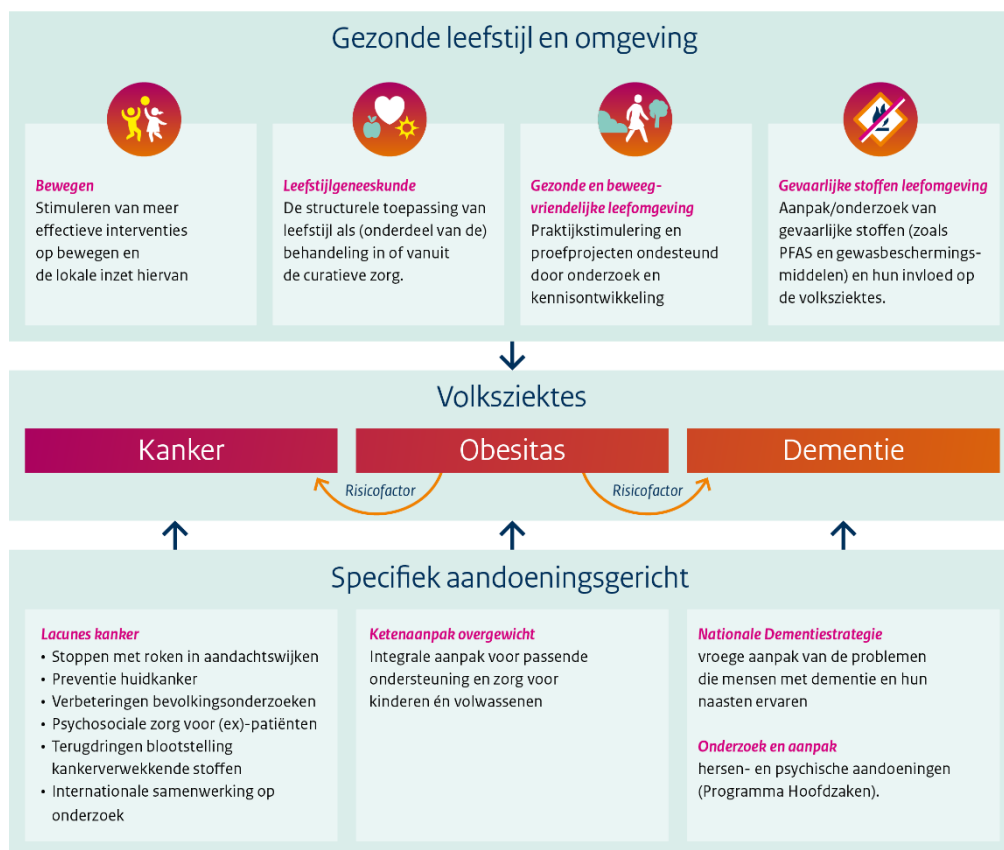 Gezonde leefstijl en omgeving
Bewegen
Stimuleren van meer
effectieve interventies
op bewegen en
de lokale inzet hiervan
Leefstijlgeneeskunde
De structurele toepassing van
leefstijl als (onderdeel van de)
behandeling in of vanuit
de curatieve zorg.
Gezonde en beweeg-
vriendelijke leefomgeving
Praktijkstimulering en
proefprojecten ondesteund
door onderzoek en
kennisontwikkeling
Gevaarlijke stoffen leefomgeving
Aanpak/onderzoek van
gevaarlijke stoffen (zoals
PFAS en gewasbeschermings-
middelen) en hun invloed op
de volksziektes.
Volksziektes
Kanker
Obesitas
Dementie
Risicofactor
Risicofactor
Specifiek aandoeningsgericht
Lacunes kanker
• Stoppen met roken in aandachtswijken
• Preventie huidkanker
• Verbeteringen bevolkingsonderzoeken
• Psychosociale zorg voor (ex)-patiënten
• Terugdringen blootstelling
kankerverwekkende stoffen
• Internationale samenwerking op
onderzoek
Ketenaanpak overgewicht
Integrale aanpak voor passende
ondersteuning en zorg voor
kinderen én volwassenen
Nationale Dementiestrategie
vroege aanpak van de problemen
die mensen met dementie en hun
naasten ervaren
Onderzoek en aanpak
hersen- en psychische aandoeningen
(Programma Hoofdzaken).